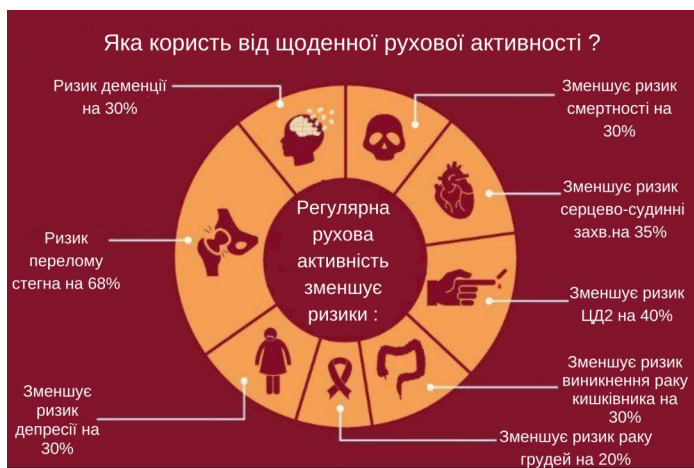 Яка користь від щоденної рухової активності ?
Ризик деменції
на 30%
Зменшує ризик
смертності на
30%
Зменшує ризик
серцево-судинні
захв.на 35%
Регулярна
рухова
активність
зменшує
ризики :
Ризик
перелому
стегна на 68%
Зменшує ризик
ЦД2 на 40%
Зменшує ризик
виникнення раку
кишківника на
30%
Зменшує
ризик
депресії на
30%
Зменшує ризик раку
грудей на 20%